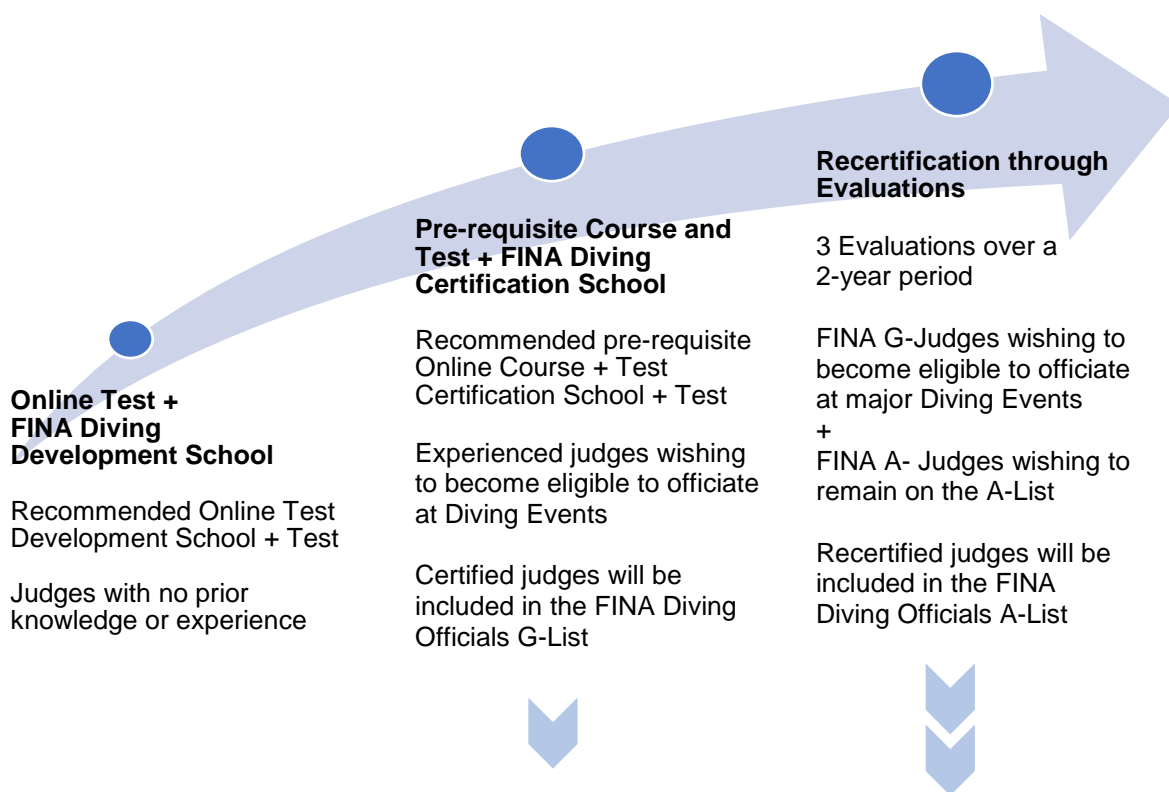 Online Test +
FINA Diving
Development School
Recommended Online Test
Development School + Test
Judges with no prior
knowledge or experience
Pre-requisite Course and
Test + FINA Diving
Certification School
Recommended pre-requisite
Online Course + Test
Certification School + Test
Experienced judges wishing
to become eligible to officiate
at Diving Events
Certified judges will be
included in the FINA Diving
Officials G-List
Recertification through
Evaluations
3 Evaluations over a
2-year period
FINA G-Judges wishing to
become eligible to officiate
at major Diving Events
+
FINA A- Judges wishing to
remain on the A-List
Recertified judges will be
included in the FINA
Diving Officials A-List